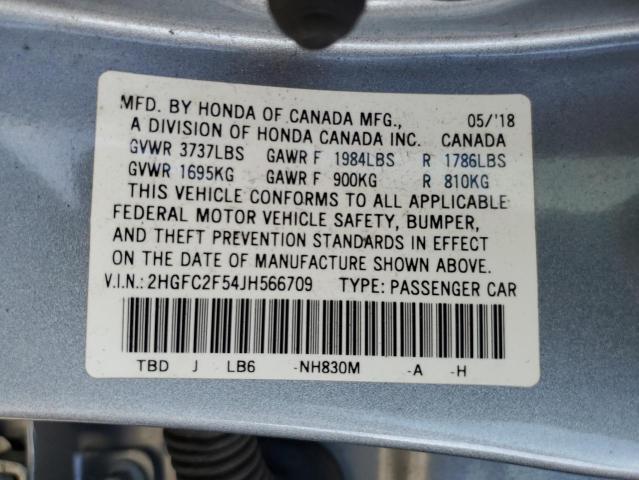 MFD. BY HONDA OF CANADA MFG., 05/'18
A DIVISION OF HONDA CANADA INC. CANADA
GVWR 3737LBS GAWR F 1984LBS R 1786LBS
GVWR 1695KG GAWR F 900KG R 810KG
THIS VEHICLE CONFORMS TO ALL APPLICABLE
FEDERAL MOTOR VEHICLE SAFETY, BUMPER,
AND THEFT PREVENTION STANDARDS IN EFFECT
ON THE DATE OF MANUFACTURE SHOWN ABOVE.
V.I.N.: 2HGFC2F54JH566709 TYPE: PASSENGER CAR
TBD J LB6 -NH830M -A -H